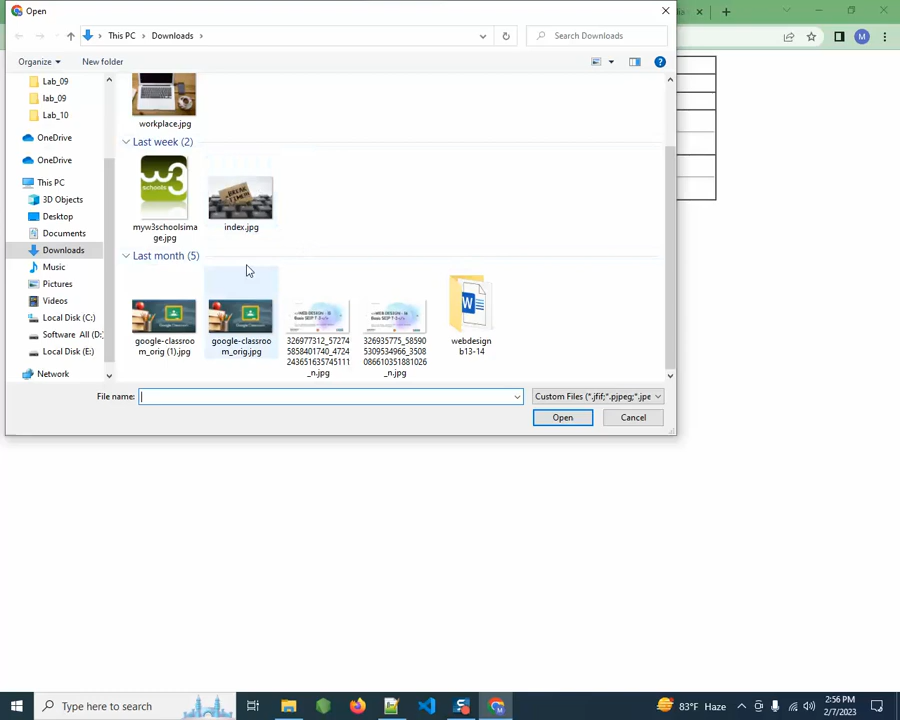 Open
This PC > Downloads >
Search Downloads
Organize
New folder
Lab_09
lab_09
Lab_10
OneDrive
OneDrive
This PC
3D Objects
Desktop
Documents
Downloads
Music
Pictures
Videos
Local Disk (C:)
Software All (D:
Local Disk (E:)
Network
workplace.jpg
Last week (2)
w3
schools
myw3schoolsima
ge.jpg
index.jpg
Last month (5)
google-classroo
m_orig (1).jpg
google-classroo
m_orig.jpg
326977312_57274
5858401740_4724
243651635745111
_n.jpg
326935775_58590
5309534966_3508
086610351881026
_n.jpg
webdesign
b13-14
File name:
Custom Files (*.jfif;*.pjpeg;*.jpe
Open
Cancel
M
Type here to search
83°F Haze
2:56 PM
2/7/2023